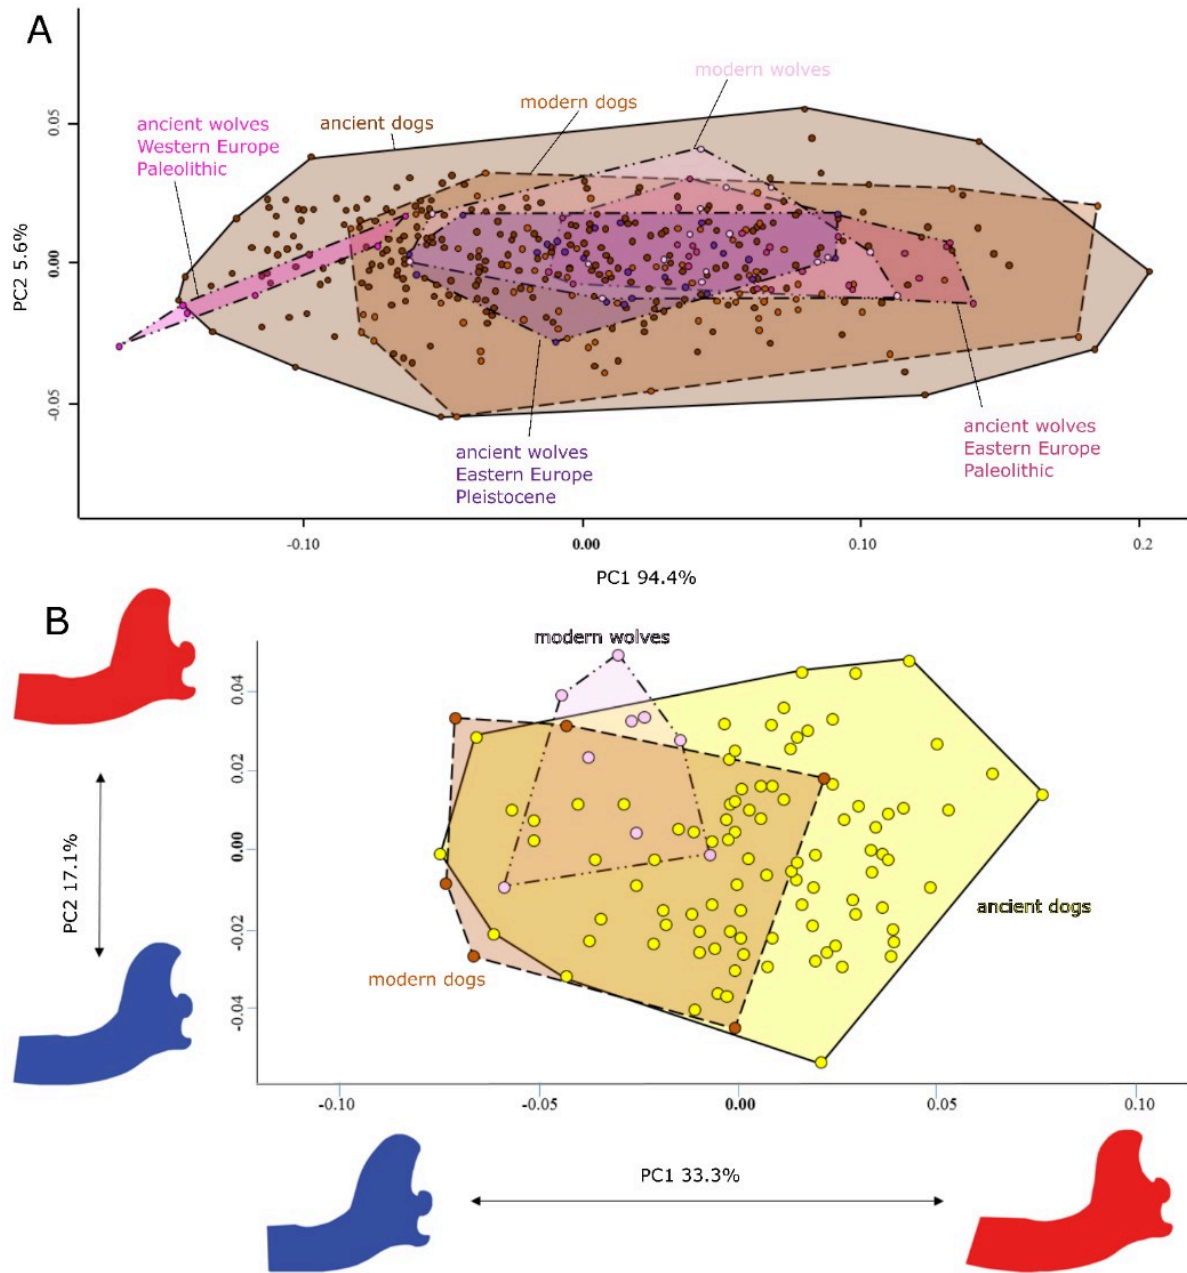 A
modern wolves
modern dogs
ancient dogs
ancient wolves
Western Europe
Paleolithic
0.05
0.00
-0.05
PC2 5.6%
ancient wolves
Eastern Europe
Pleistocene
ancient wolves
Eastern Europe
Paleolithic
-0.10
0.00
0.10
0.2
PC1 94.4%
B
modern wolves
0.04
0.02
0.00
-0.02
-0.04
PC2 17.1%
ancient dogs
modern dogs
-0.10
-0.05
0.00
0.05
0.10
PC1 33.3%